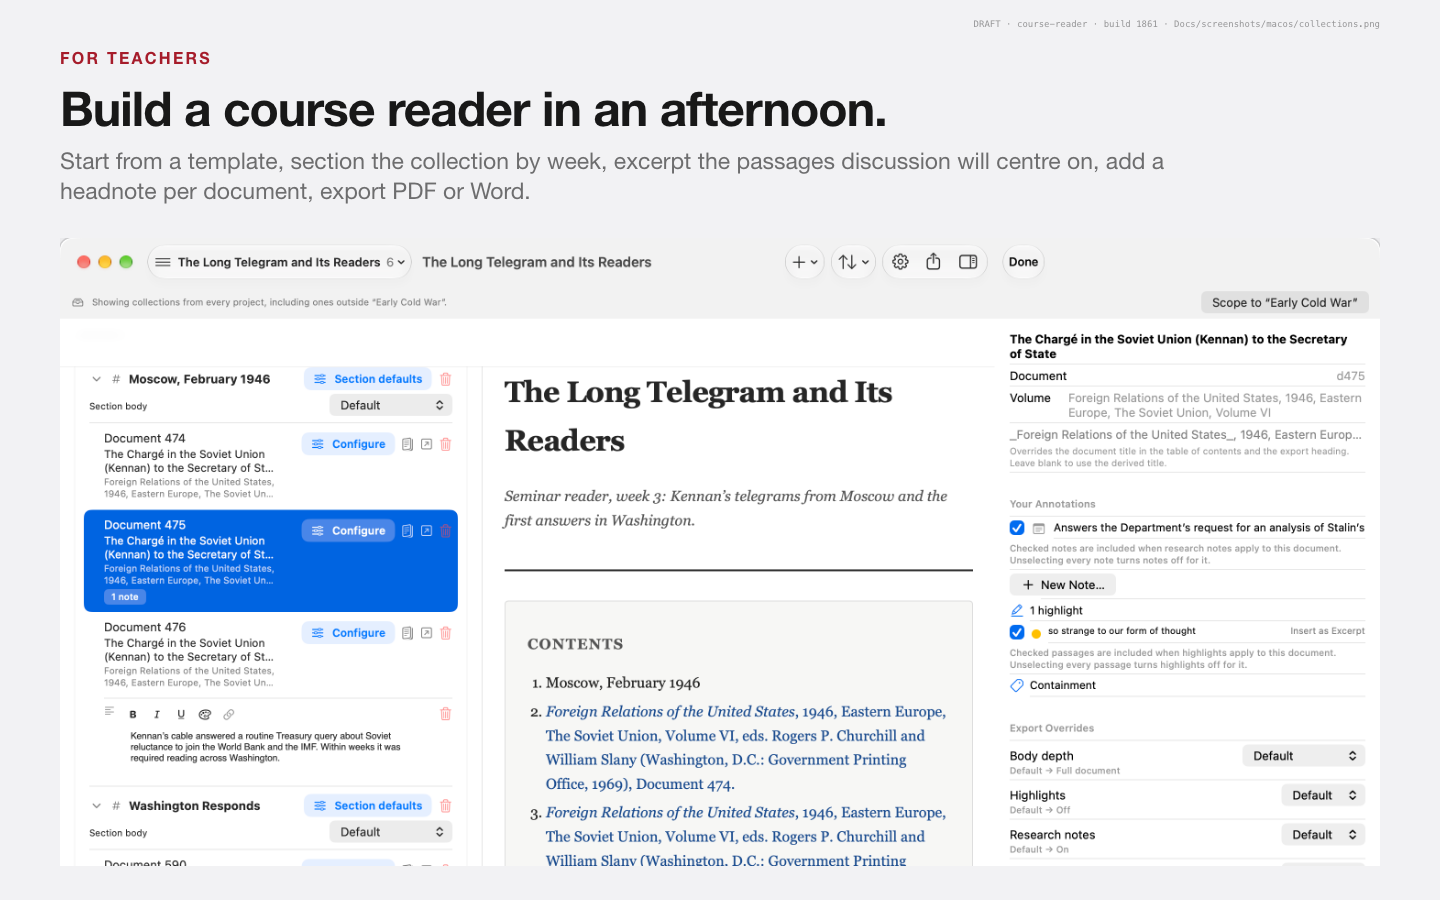 DRAFT · course-reader · build 1861 · Docs/screenshots/macos/collections.png
FOR TEACHERS
Build a course reader in an afternoon.
Start from a template, section the collection by week, excerpt the passages discussion will centre on, add a
headnote per document, export PDF or Word.
The Long Telegram and Its Readers 6
The Long Telegram and Its Readers
Done
Showing collections from every project, including ones outside “Early Cold War”.
Scope to “Early Cold War”
# Moscow, February 1946
Section defaults
Section body
Default
Document 474
Configure
The Chargé in the Soviet Union
(Kennan) to the Secretary of St...
Foreign Relations of the United States,
1946, Eastern Europe, The Soviet Un...
Document 475
Configure
The Chargé in the Soviet Union
(Kennan) to the Secretary of St...
Foreign Relations of the United States,
1946, Eastern Europe, The Soviet Un...
1 note
Document 476
Configure
The Chargé in the Soviet Union
(Kennan) to the Secretary of St...
Foreign Relations of the United States,
1946, Eastern Europe, The Soviet Un...
B I U
Kennan’s cable answered a routine Treasury query about Soviet
reluctance to join the World Bank and the IMF. Within weeks it was
required reading across Washington.
# Washington Responds
Section defaults
Section body
Default
Document 590
The Long Telegram and Its
Readers
Seminar reader, week 3: Kennan’s telegrams from Moscow and the
first answers in Washington.
CONTENTS
1. Moscow, February 1946
2. Foreign Relations of the United States, 1946, Eastern Europe,
The Soviet Union, Volume VI, eds. Rogers P. Churchill and
William Slany (Washington, D.C.: Government Printing
Office, 1969), Document 474.
3. Foreign Relations of the United States, 1946, Eastern Europe,
The Soviet Union, Volume VI, eds. Rogers P. Churchill and
William Slany (Washington, D.C.: Government Printing
The Chargé in the Soviet Union (Kennan) to the Secretary
of State
Document d475
Volume Foreign Relations of the United States, 1946, Eastern
Europe, The Soviet Union, Volume VI
_Foreign Relations of the United States_, 1946, Eastern Europ...
Overrides the document title in the table of contents and the export heading.
Leave blank to use the derived title.
Your Annotations
Answers the Department’s request for an analysis of Stalin’s
Checked notes are included when research notes apply to this document.
Unselecting every note turns notes off for it.
+ New Note...
1 highlight
so strange to our form of thought Insert as Excerpt
Checked passages are included when highlights apply to this document.
Unselecting every passage turns highlights off for it.
Containment
Export Overrides
Body depth Default
Default → Full document
Highlights Default
Default → Off
Research notes Default
Default → On